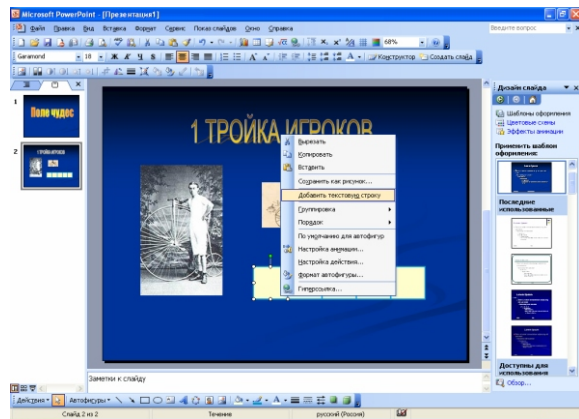 Microsoft PowerPoint - [Презентация1]
Файл Правка Вид Вставка Формат Сервис Показ слайдов Окно Справка
Введите вопрос
68%
Garamond 18 Ж К Ч S Конструктор Создать слайд
1
Поле чудес
2
1 ТРОЙКА ИГРОКОВ
Вырезать
Копировать
Вставить
Сохранить как рисунок...
Добавить текстовую строку
Группировка
Порядок
По умолчанию для автофигур
Настройка анимации...
Настройка действия...
Формат автофигуры...
Гиперссылка...
Дизайн слайда
Шаблоны оформления
Цветовые схемы
Эффекты анимации
Применить шаблон
оформления:
Последние
использованные
Доступны для
использования
Обзор...
Заметки к слайду
Действия Автофигуры
Слайд 2 из 2 Течение русский (Россия)